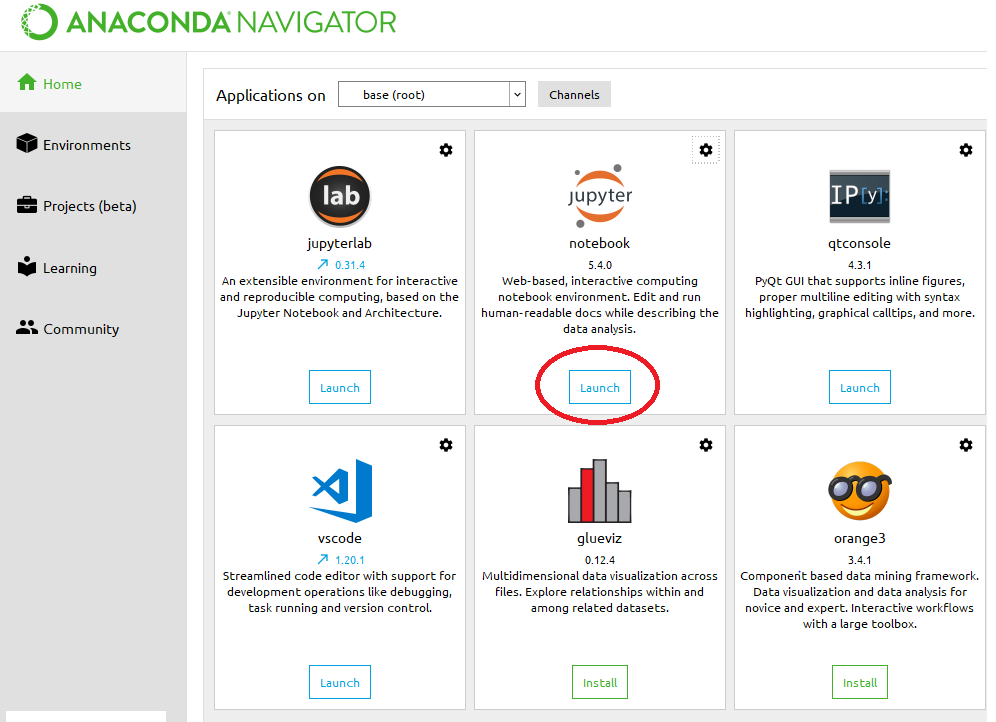 ANACONDA NAVIGATOR
Home
Environments
Projects (beta)
Learning
Community
Applications on
base (root)
Channels
lab
jupyterlab
0.31.4
An extensible environment for interactive
and reproducible computing, based on the
Jupyter Notebook and Architecture.
Launch
jupyter
notebook
5.4.0
Web-based, interactive computing
notebook environment. Edit and run
human-readable docs while describing the
data analysis.
Launch
IP[y]:
qtconsole
4.3.1
PyQt GUI that supports inline figures,
proper multiline editing with syntax
highlighting, graphical calltips, and more.
Launch
vscode
1.20.1
Streamlined code editor with support for
development operations like debugging,
task running and version control.
Launch
glueviz
0.12.4
Multidimensional data visualization across
files. Explore relationships within and
among related datasets.
Install
orange3
3.4.1
Component based data mining framework.
Data visualization and data analysis for
novice and expert. Interactive workflows
with a large toolbox.
Install